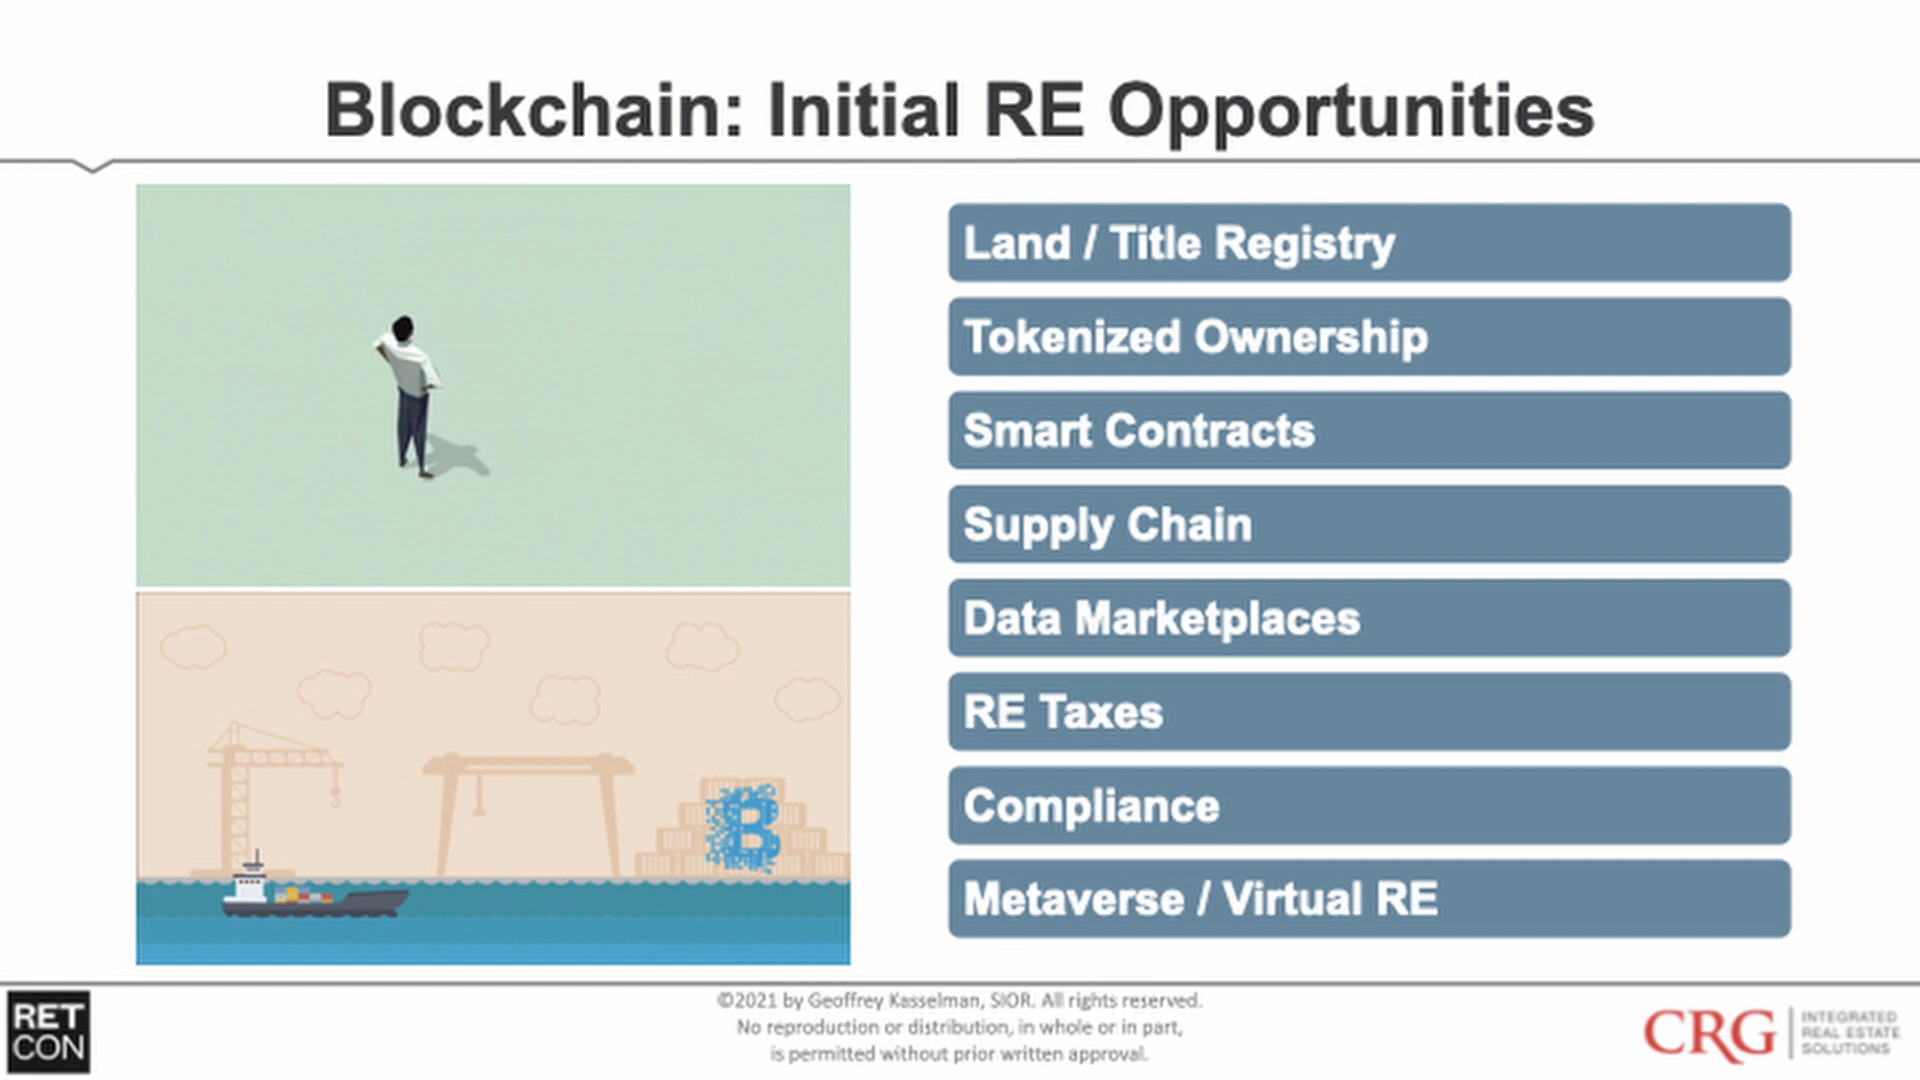 Blockchain: Initial RE Opportunities
Land / Title Registry
Tokenized Ownership
Smart Contracts
Supply Chain
Data Marketplaces
RE Taxes
Compliance
Metaverse / Virtual RE
RET
CON
©2021 by Geoffrey Kasselman, SIOR. All rights reserved.
No reproduction or distribution, in whole or in part,
is permitted without prior written approval.
CRG
INTEGRATED
REAL ESTATE
SOLUTIONS